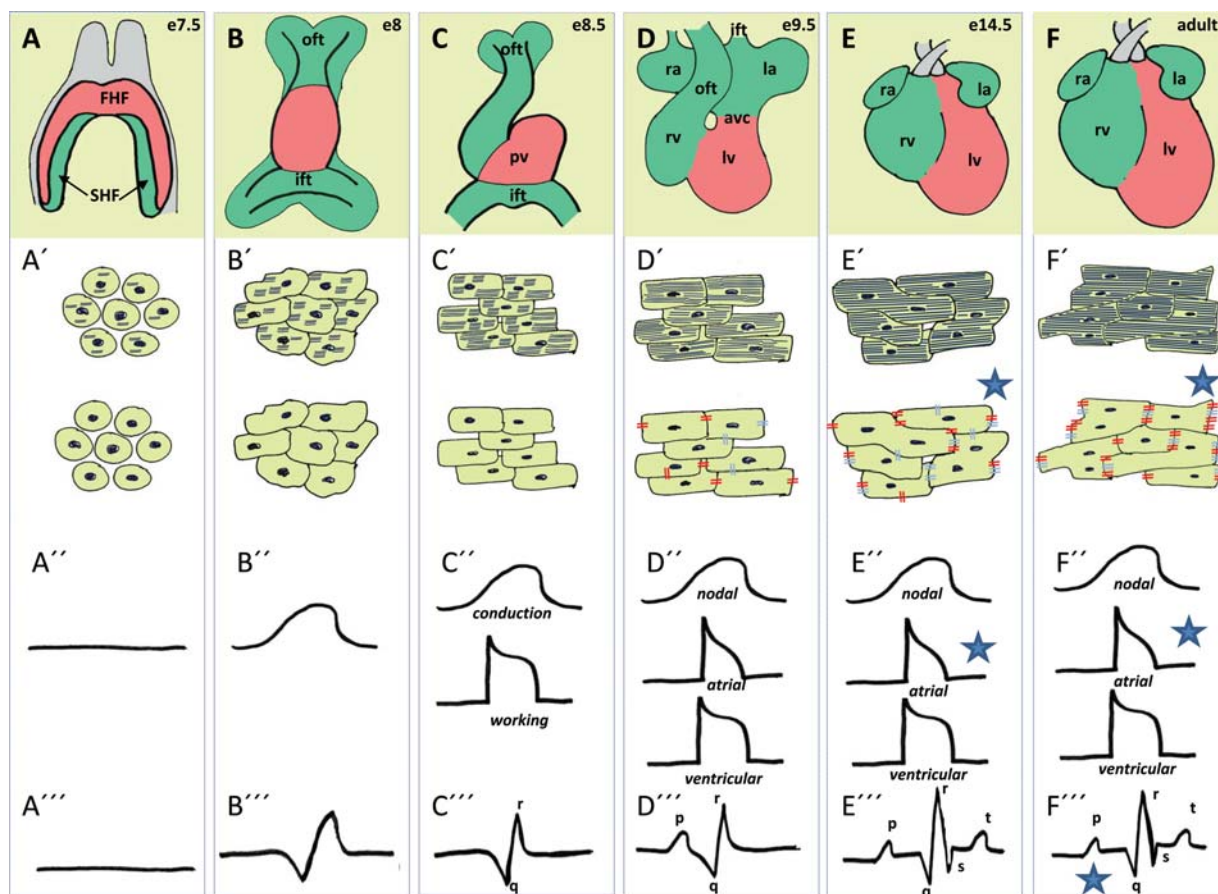 A e7.5
FHF
SHF
B e8
oft
ift
C e8.5
oft
pv
ift
D e9.5
ift
ra
la
oft
avc
rv
lv
E e14.5
ra
la
rv
lv
F adult
ra
la
rv
lv
A´
B´
C´
D´
E´
F´
A´´
B´´
C´´
conduction
working
D´´
nodal
atrial
ventricular
E´´
nodal
atrial
ventricular
F´´
nodal
atrial
ventricular
A´´´
B´´´
C´´´
r
q
D´´´
p
r
q
E´´´
r
p
t
s
q
F´´´
r
p
t
s
q